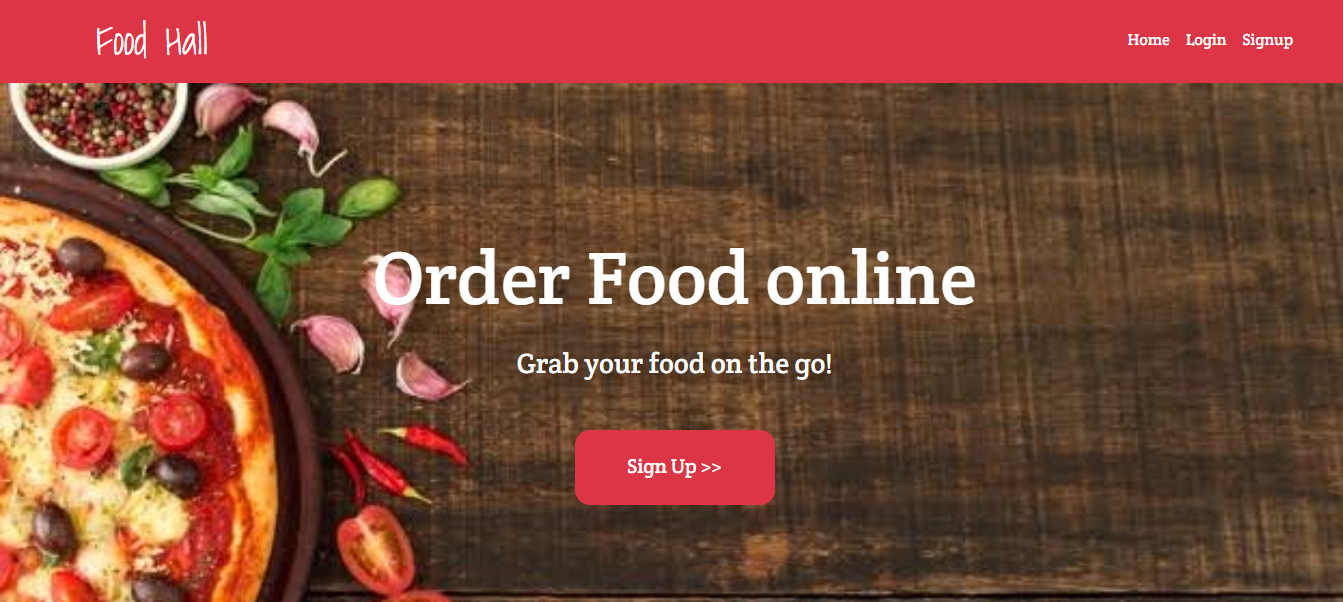 Food Hall
Home Login Signup
Order Food online
Grab your food on the go!
Sign Up >>